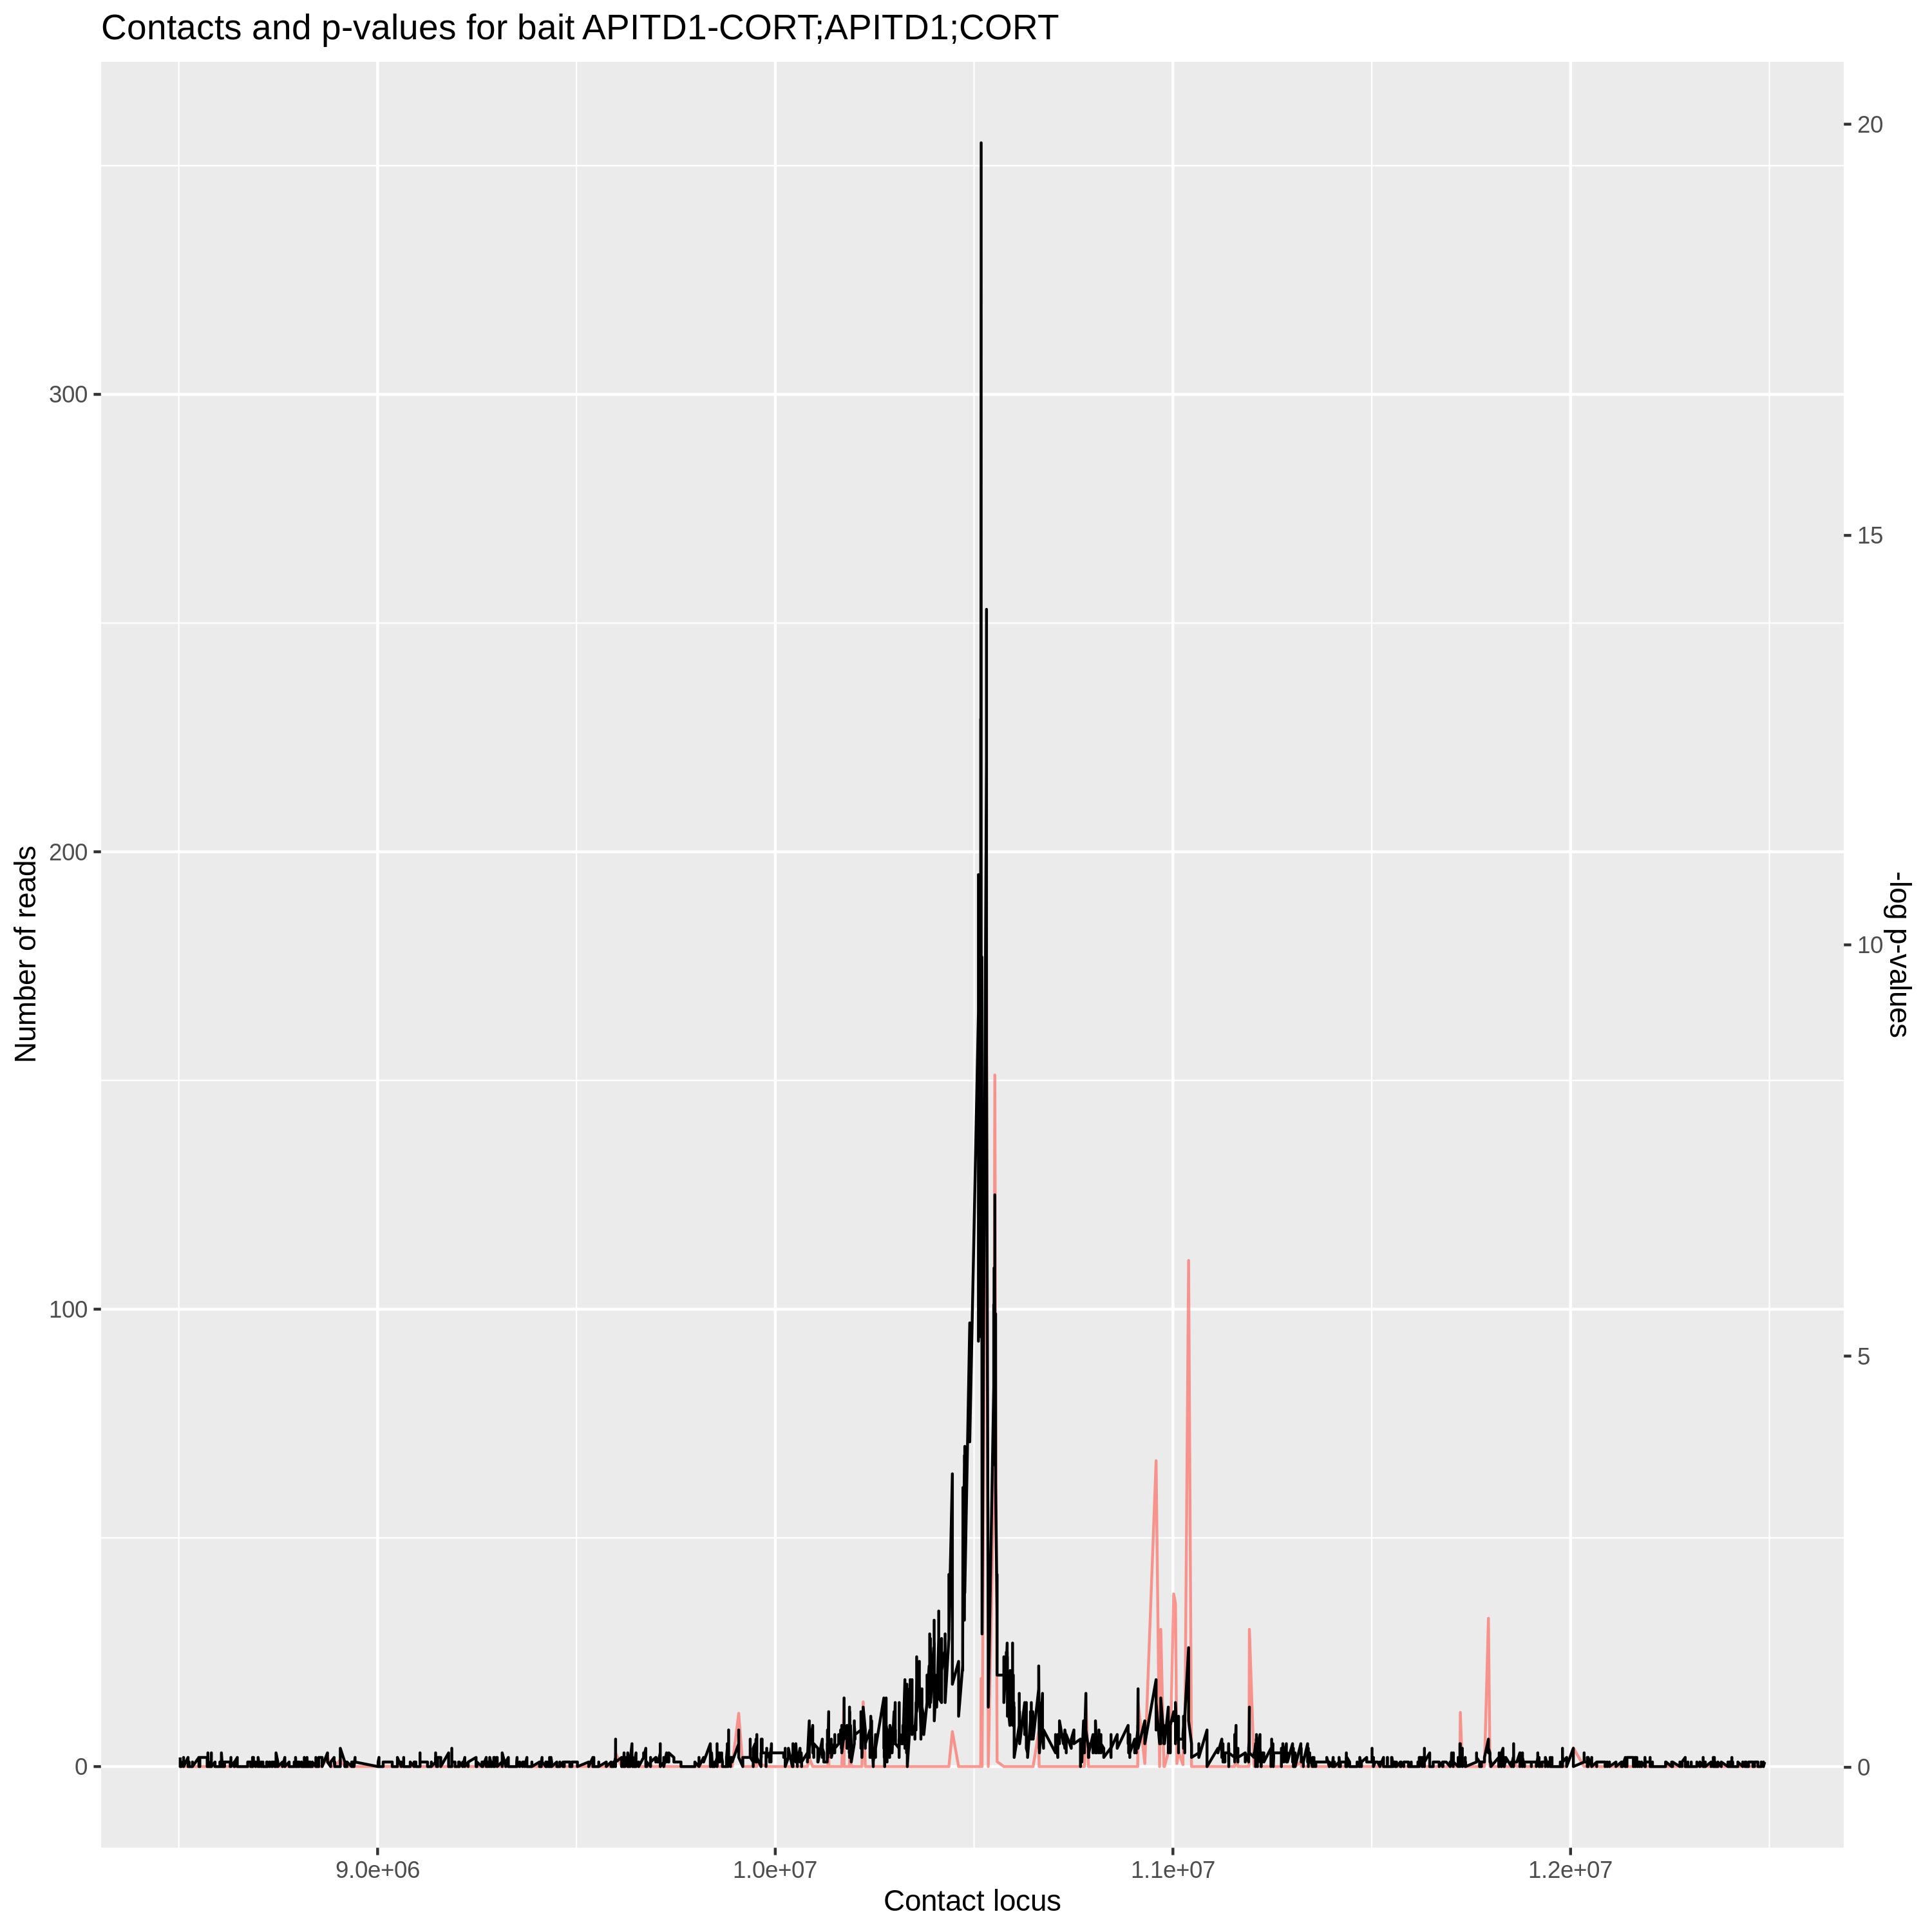 Contacts and p-values for bait APITD1-CORT;APITD1;CORT
20
300
15
200
10
100
5
0
0
Number of reads
-log p-values
9.0e+06
1.0e+07
1.1e+07
1.2e+07
Contact locus